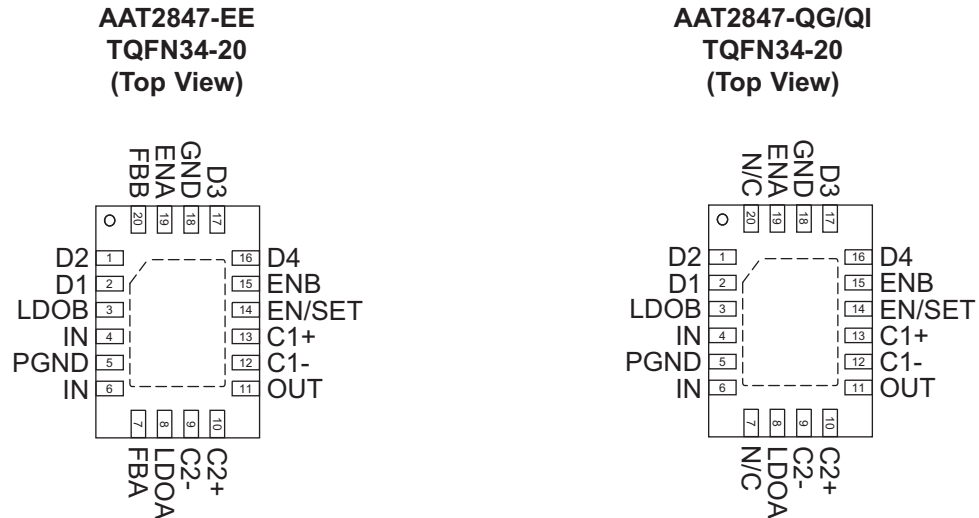 AAT2847-EE
TQFN34-20
(Top View)
FBB
ENA
GND
D3
20
19
18
17
D2 1
D1 2
LDOB 3
IN 4
PGND 5
IN 6
16 D4
15 ENB
14 EN/SET
13 C1+
12 C1-
11 OUT
7
8
9
10
FBA
LDOA
C2-
C2+
AAT2847-QG/QI
TQFN34-20
(Top View)
N/C
ENA
GND
D3
20
19
18
17
D2 1
D1 2
LDOB 3
IN 4
PGND 5
IN 6
16 D4
15 ENB
14 EN/SET
13 C1+
12 C1-
11 OUT
7
8
9
10
N/C
LDOA
C2-
C2+